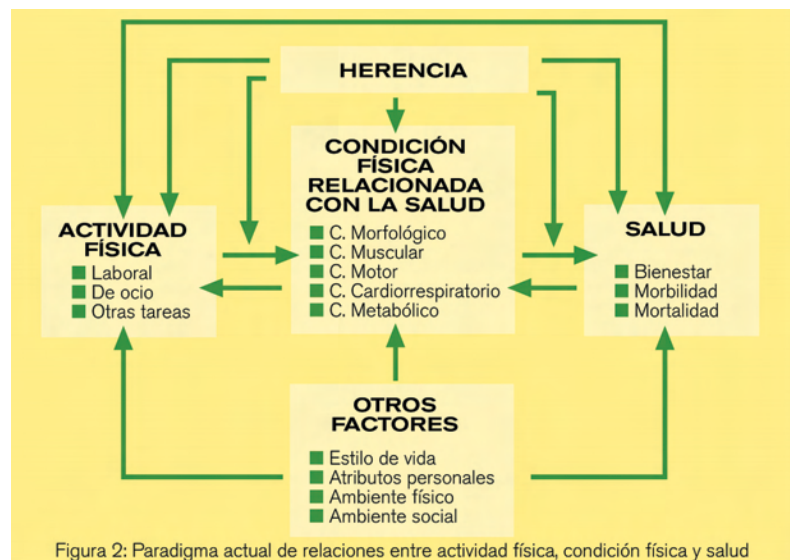 HERENCIA
CONDICIÓN
FÍSICA
RELACIONADA
CON LA SALUD
C. Morfológico
C. Muscular
C. Motor
C. Cardiorrespiratorio
C. Metabólico
ACTIVIDAD
FÍSICA
Laboral
De ocio
Otras tareas
SALUD
Bienestar
Morbilidad
Mortalidad
OTROS
FACTORES
Estilo de vida
Atributos personales
Ambiente físico
Ambiente social
Figura 2: Paradigma actual de relaciones entre actividad física, condición física y salud